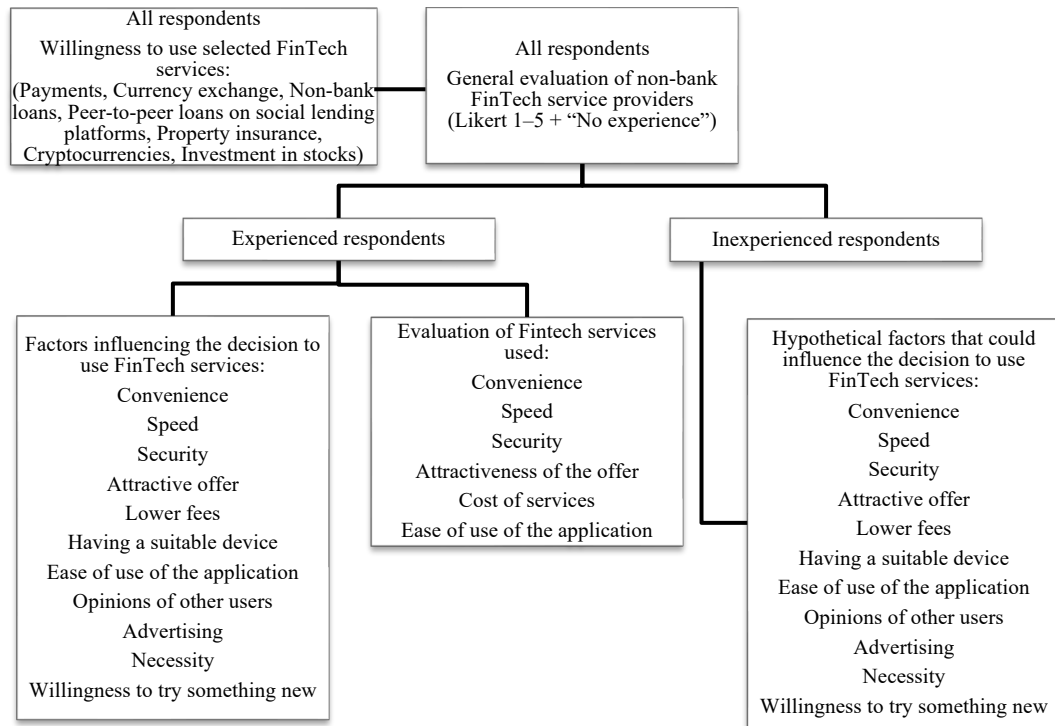 All respondents
Willingness to use selected FinTech
services:
(Payments, Currency exchange, Non-bank
loans, Peer-to-peer loans on social lending
platforms, Property insurance,
Cryptocurrencies, Investment in stocks)
All respondents
General evaluation of non-bank
FinTech service providers
(Likert 1–5 + “No experience”)
Experienced respondents
Inexperienced respondents
Factors influencing the decision to
use FinTech services:
Convenience
Speed
Security
Attractive offer
Lower fees
Having a suitable device
Ease of use of the application
Opinions of other users
Advertising
Necessity
Willingness to try something new
Evaluation of Fintech services
used:
Convenience
Speed
Security
Attractiveness of the offer
Cost of services
Ease of use of the application
Hypothetical factors that could
influence the decision to use
FinTech services:
Convenience
Speed
Security
Attractive offer
Lower fees
Having a suitable device
Ease of use of the application
Opinions of other users
Advertising
Necessity
Willingness to try something new